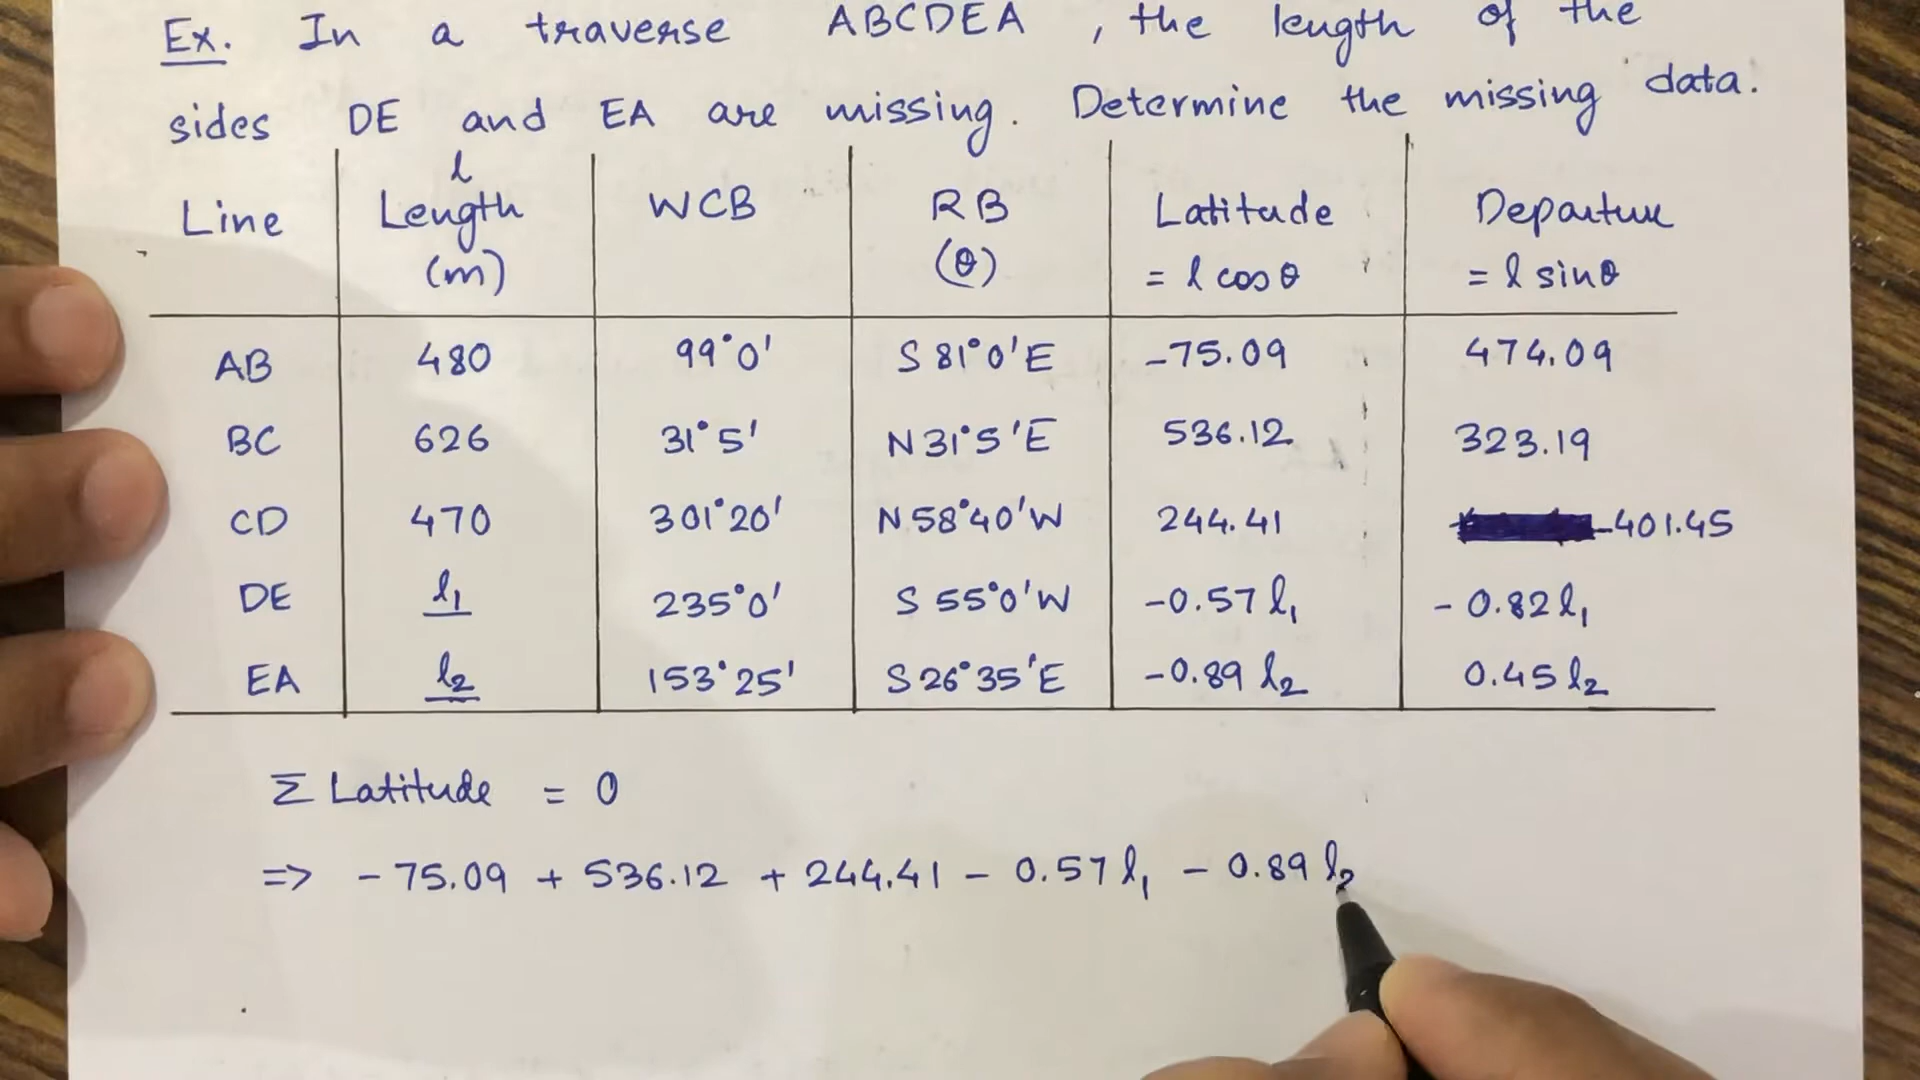 Ex. In a traverse ABCDEA, the length of the
sides DE and EA are missing. Determine the missing data.
Line | l Length (m) | WCB | RB (θ) | Latitude = l cosθ | Departure = l sinθ
AB | 480 | 99°0' | S 81°0'E | -75.09 | 474.09
BC | 626 | 31°5' | N 31°5'E | 536.12 | 323.19
CD | 470 | 301°20' | N 58°40'W | 244.41 | -401.45
DE | l₁ | 235°0' | S 55°0'W | -0.57 l₁ | -0.82 l₁
EA | l₂ | 153°25' | S 26°35'E | -0.89 l₂ | 0.45 l₂
Σ Latitude = 0
=> -75.09 + 536.12 + 244.41 - 0.57 l₁ - 0.89 l₂